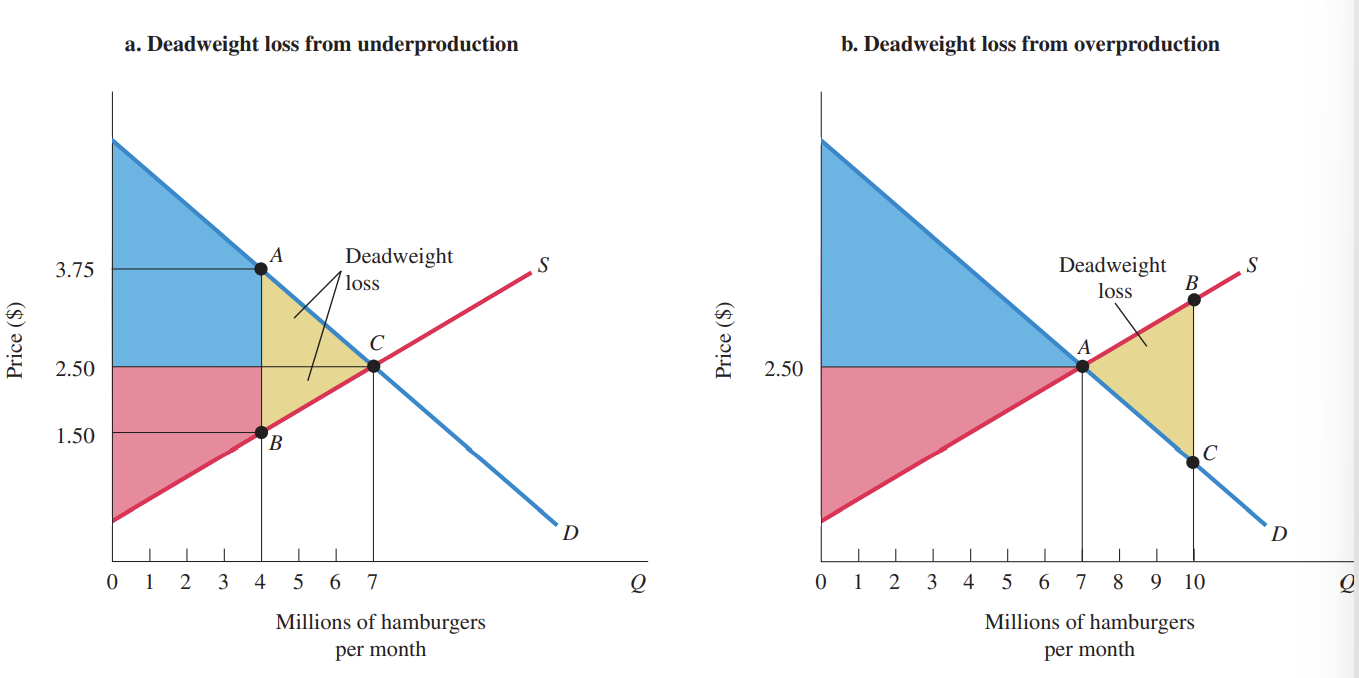 a. Deadweight loss from underproduction
Price ($)
3.75
2.50
1.50
A
Deadweight
loss
S
C
B
D
0 1 2 3 4 5 6 7 Q
Millions of hamburgers
per month
b. Deadweight loss from overproduction
Price ($)
2.50
Deadweight
loss
B
S
A
C
D
0 1 2 3 4 5 6 7 8 9 10 Q
Millions of hamburgers
per month